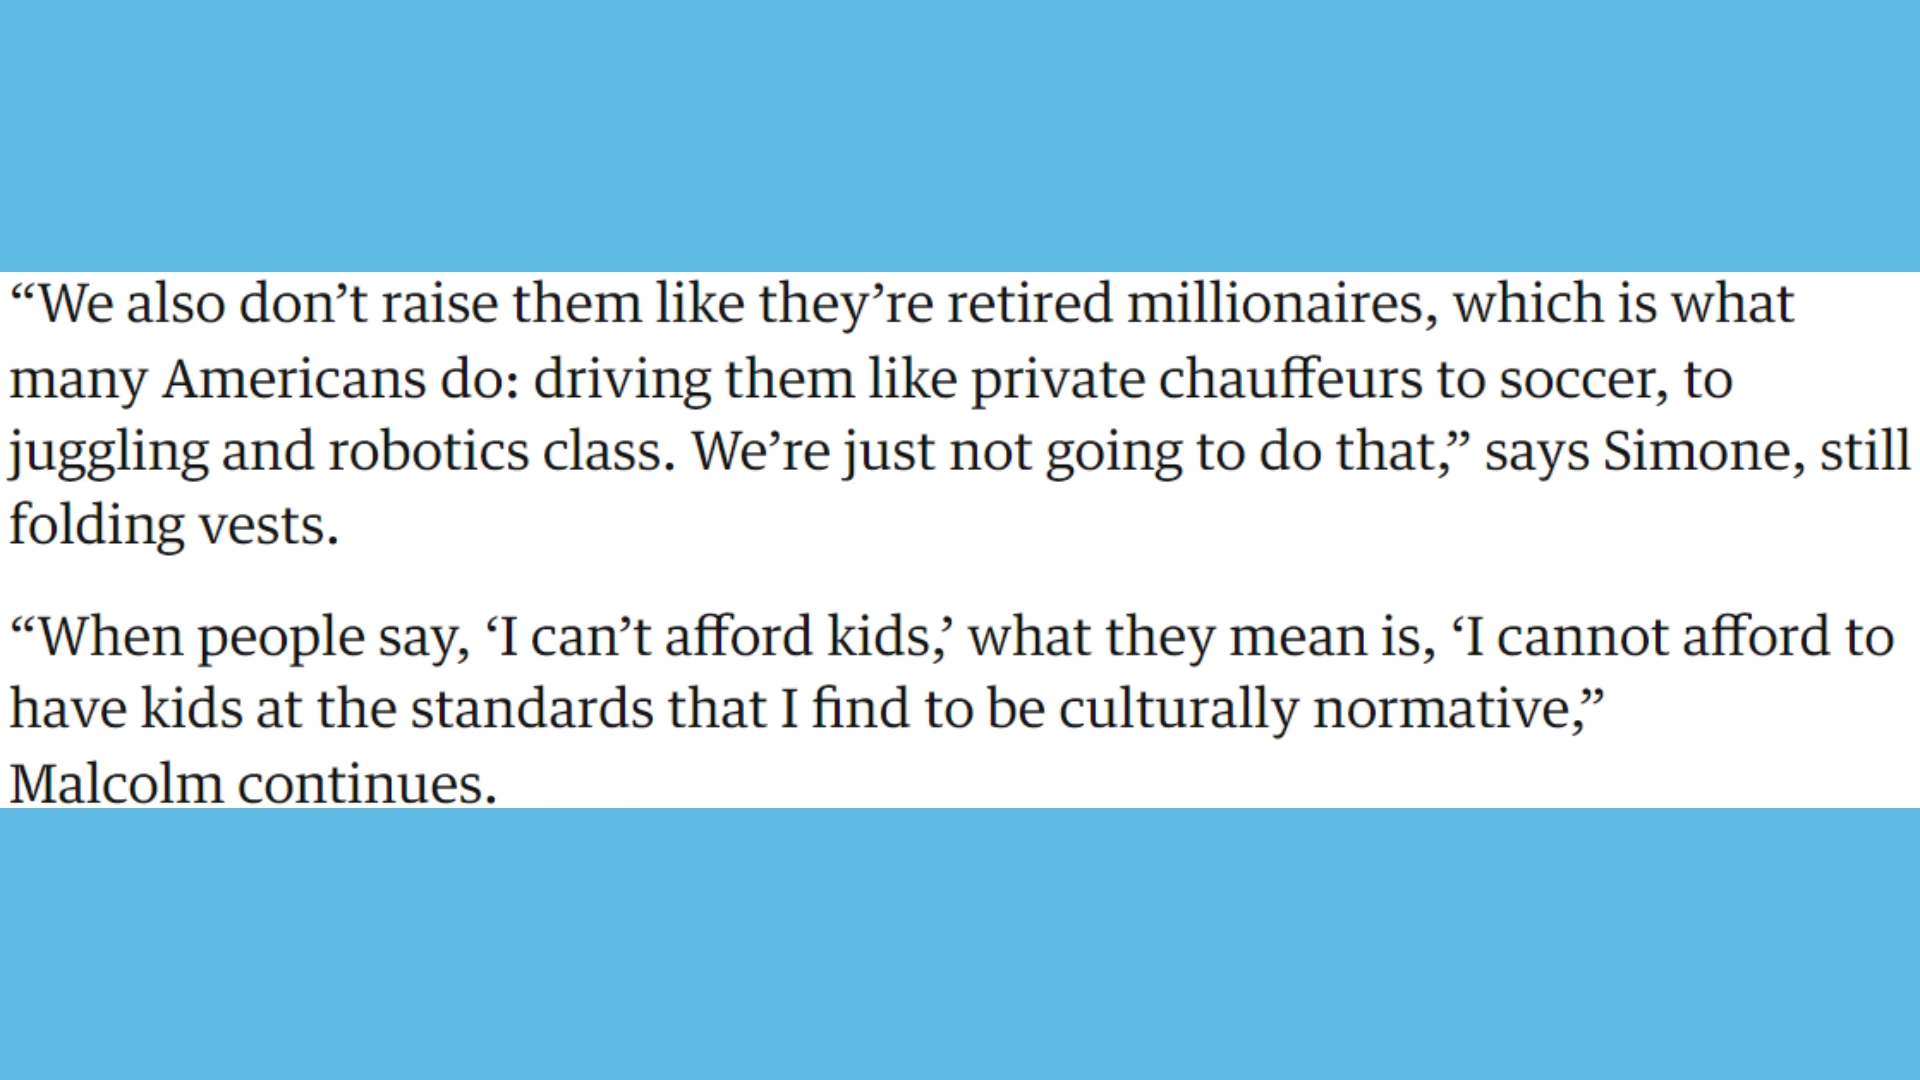 “We also don’t raise them like they’re retired millionaires, which is what
many Americans do: driving them like private chauffeurs to soccer, to
juggling and robotics class. We’re just not going to do that,” says Simone, still
folding vests.
“When people say, ‘I can’t afford kids,’ what they mean is, ‘I cannot afford to
have kids at the standards that I find to be culturally normative,”
Malcolm continues.